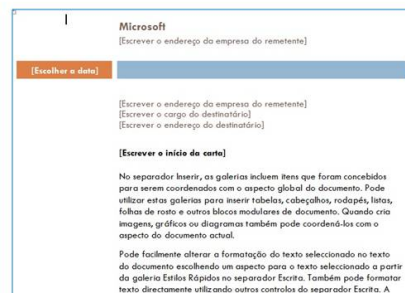 Microsoft
[Escrever o endereço da empresa do remetente]
[Escolher a data]
[Escrever o endereço da empresa do remetente]
[Escrever o cargo do destinatário]
[Escrever o endereço do destinatário]
[Escrever o início da carta]
No separador Inserir, as galerias incluem itens que foram concebidos
para serem coordenados com o aspecto global do documento. Pode
utilizar estas galerias para inserir tabelas, cabeçalhos, rodapés, listas,
folhas de rosto e outros blocos modulares de documento. Quando cria
imagens, gráficos ou diagramas também pode coordená-los com o
aspecto do documento actual.
Pode facilmente alterar a formatação do texto seleccionado no texto
do documento escolhendo um aspecto para o texto seleccionado a partir
da galeria Estilos Rápidos no separador Escrita. Também pode formatar
texto directamente utilizando outros controlos do separador Escrita. A